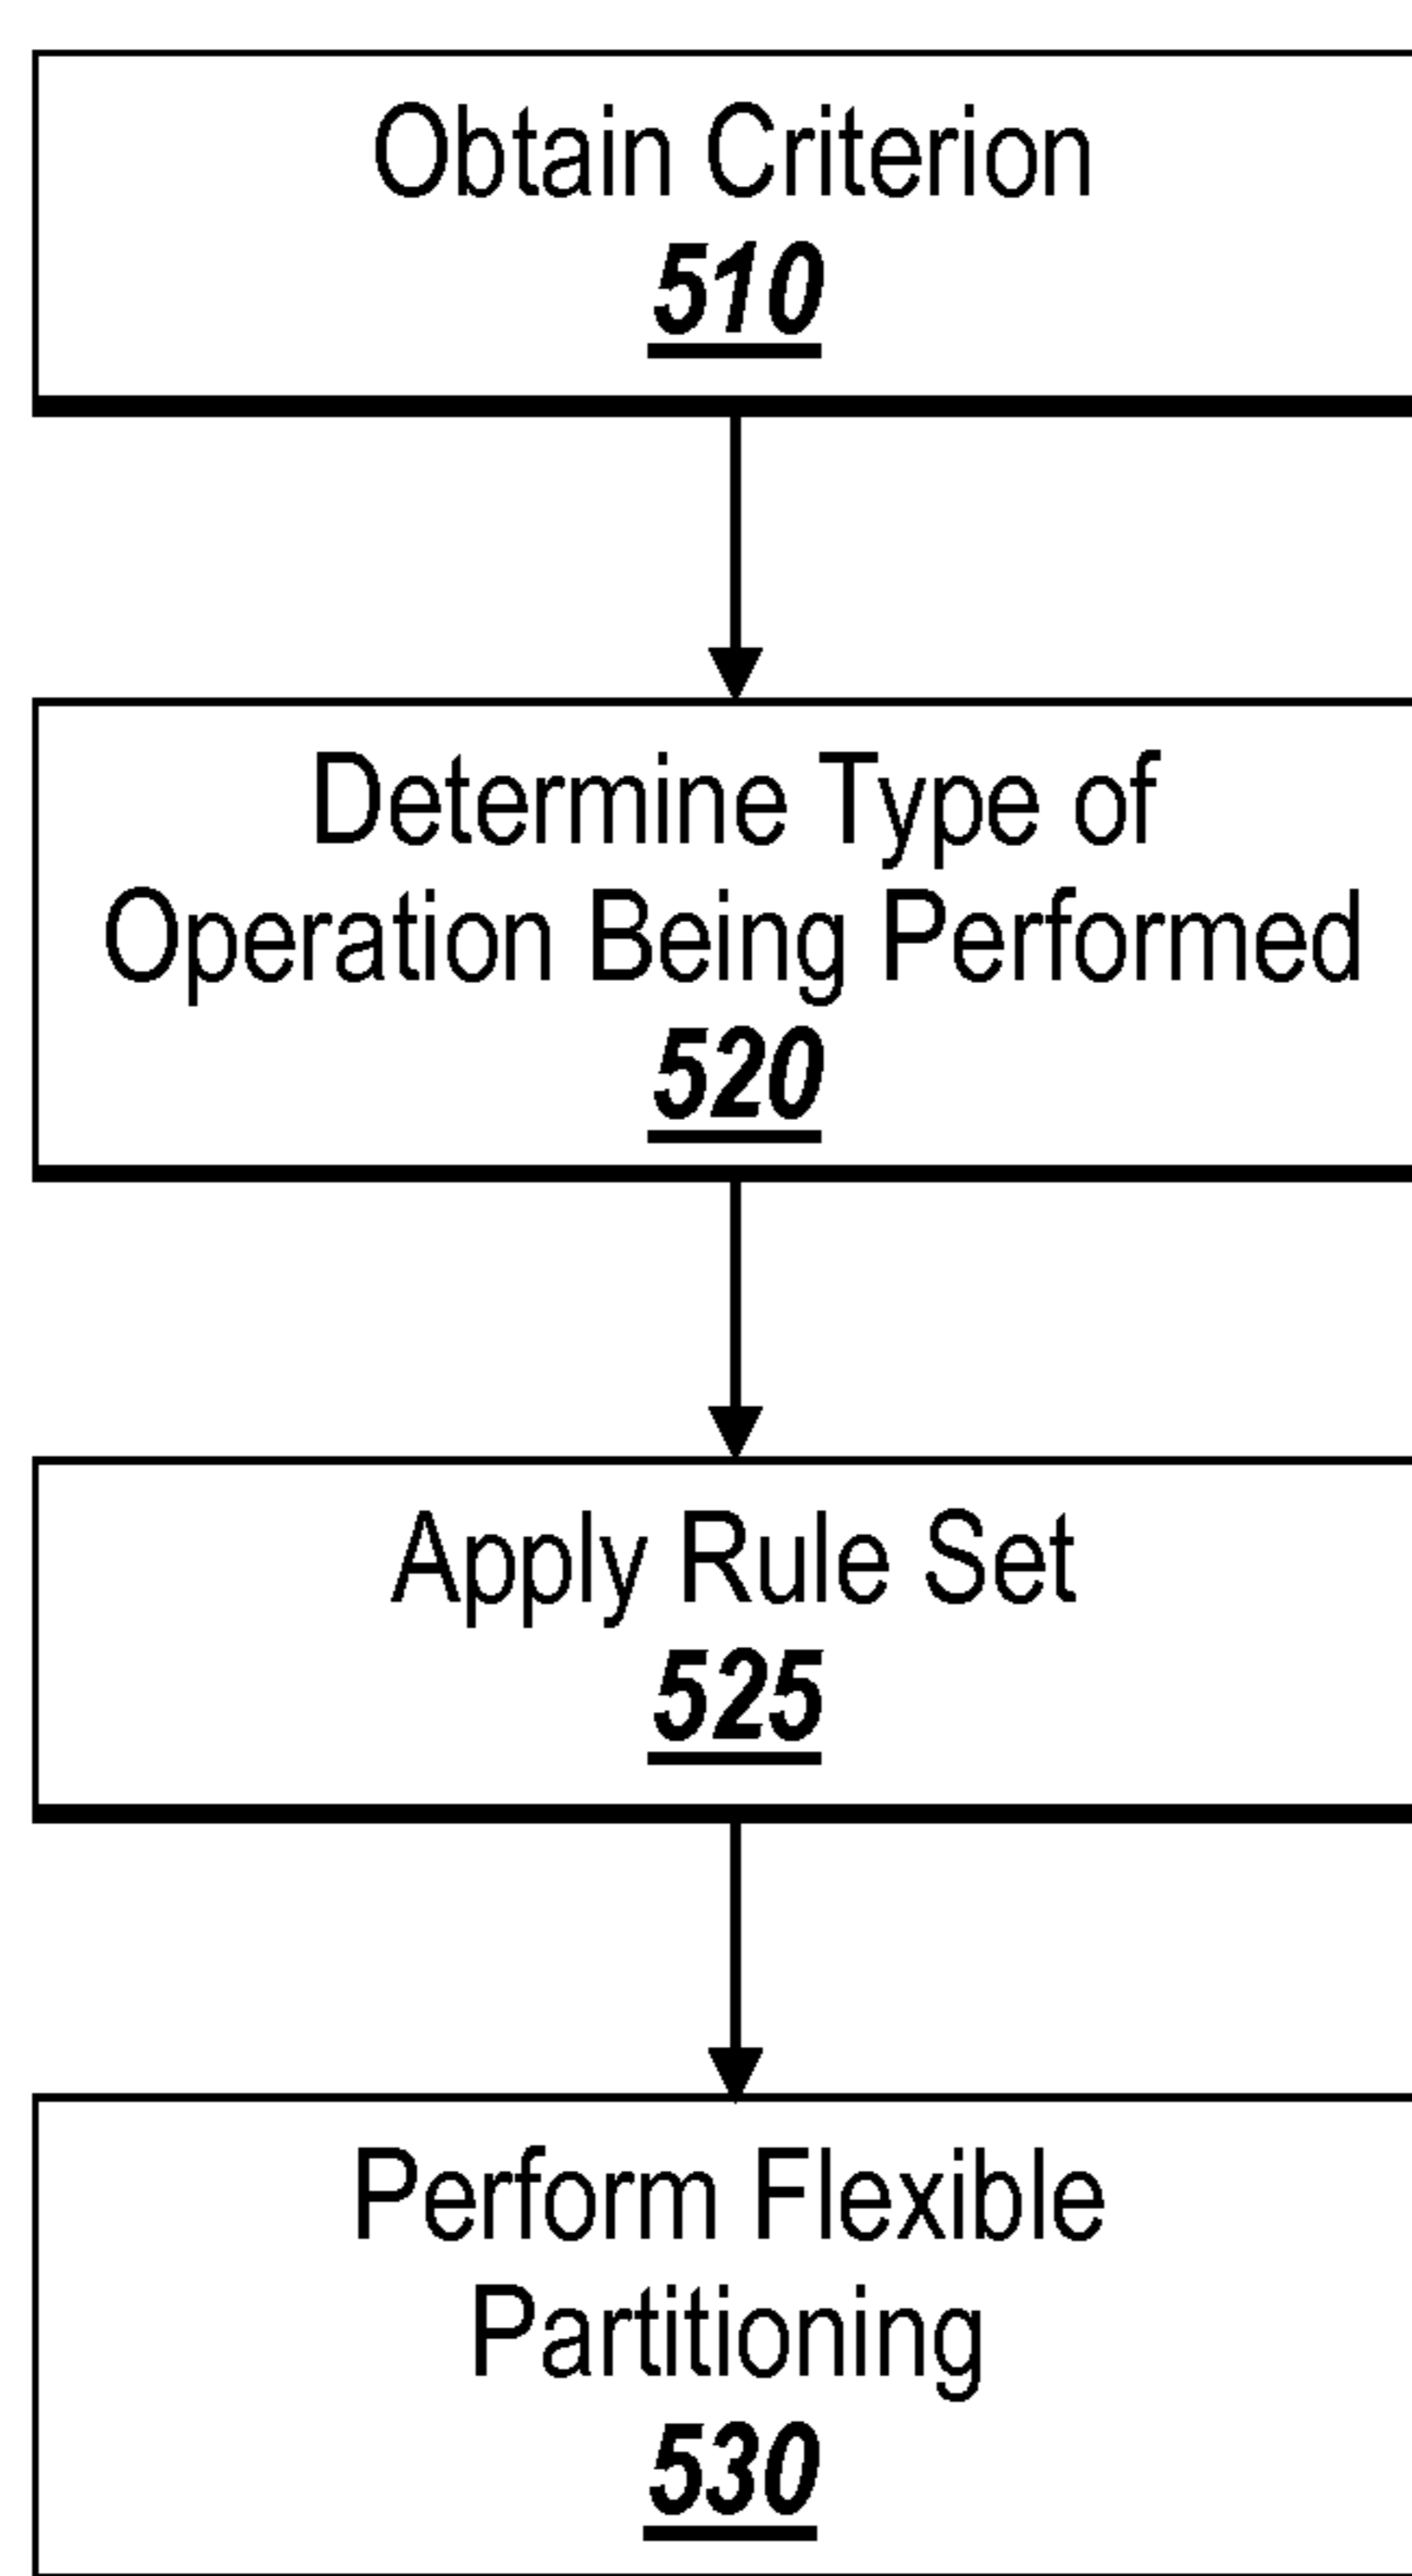 Obtain Criterion
510
Determine Type of
Operation Being Performed
520
Apply Rule Set
525
Perform Flexible
Partitioning
530